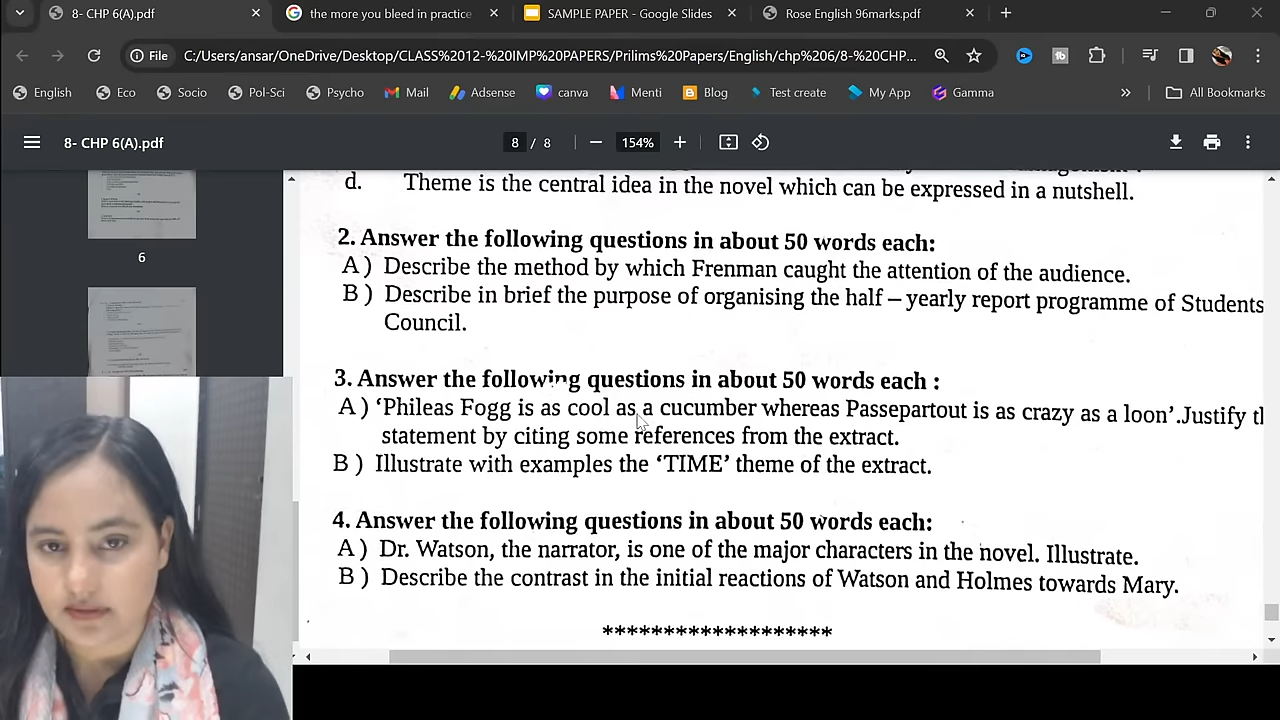 8- CHP 6(A).pdf
the more you bleed in practice
SAMPLE PAPER - Google Slides
Rose English 96marks.pdf
File
C:/Users/ansar/OneDrive/Desktop/CLASS%2012-%20IMP%20PAPERS/Prilims%20Papers/English/chp%206/8-%20CHP...
English
Eco
Socio
Pol-Sci
Psycho
Mail
Adsense
canva
Menti
Blog
Test create
My App
Gamma
All Bookmarks
8- CHP 6(A).pdf
8 / 8
154%
6
d. Theme is the central idea in the novel which can be expressed in a nutshell.
2. Answer the following questions in about 50 words each:
A ) Describe the method by which Frenman caught the attention of the audience.
B ) Describe in brief the purpose of organising the half – yearly report programme of Students
Council.
3. Answer the following questions in about 50 words each :
A ) ‘Phileas Fogg is as cool as a cucumber whereas Passepartout is as crazy as a loon’.Justify
statement by citing some references from the extract.
B ) Illustrate with examples the ‘TIME’ theme of the extract.
4. Answer the following questions in about 50 words each:
A ) Dr. Watson, the narrator, is one of the major characters in the novel. Illustrate.
B ) Describe the contrast in the initial reactions of Watson and Holmes towards Mary.
*******************